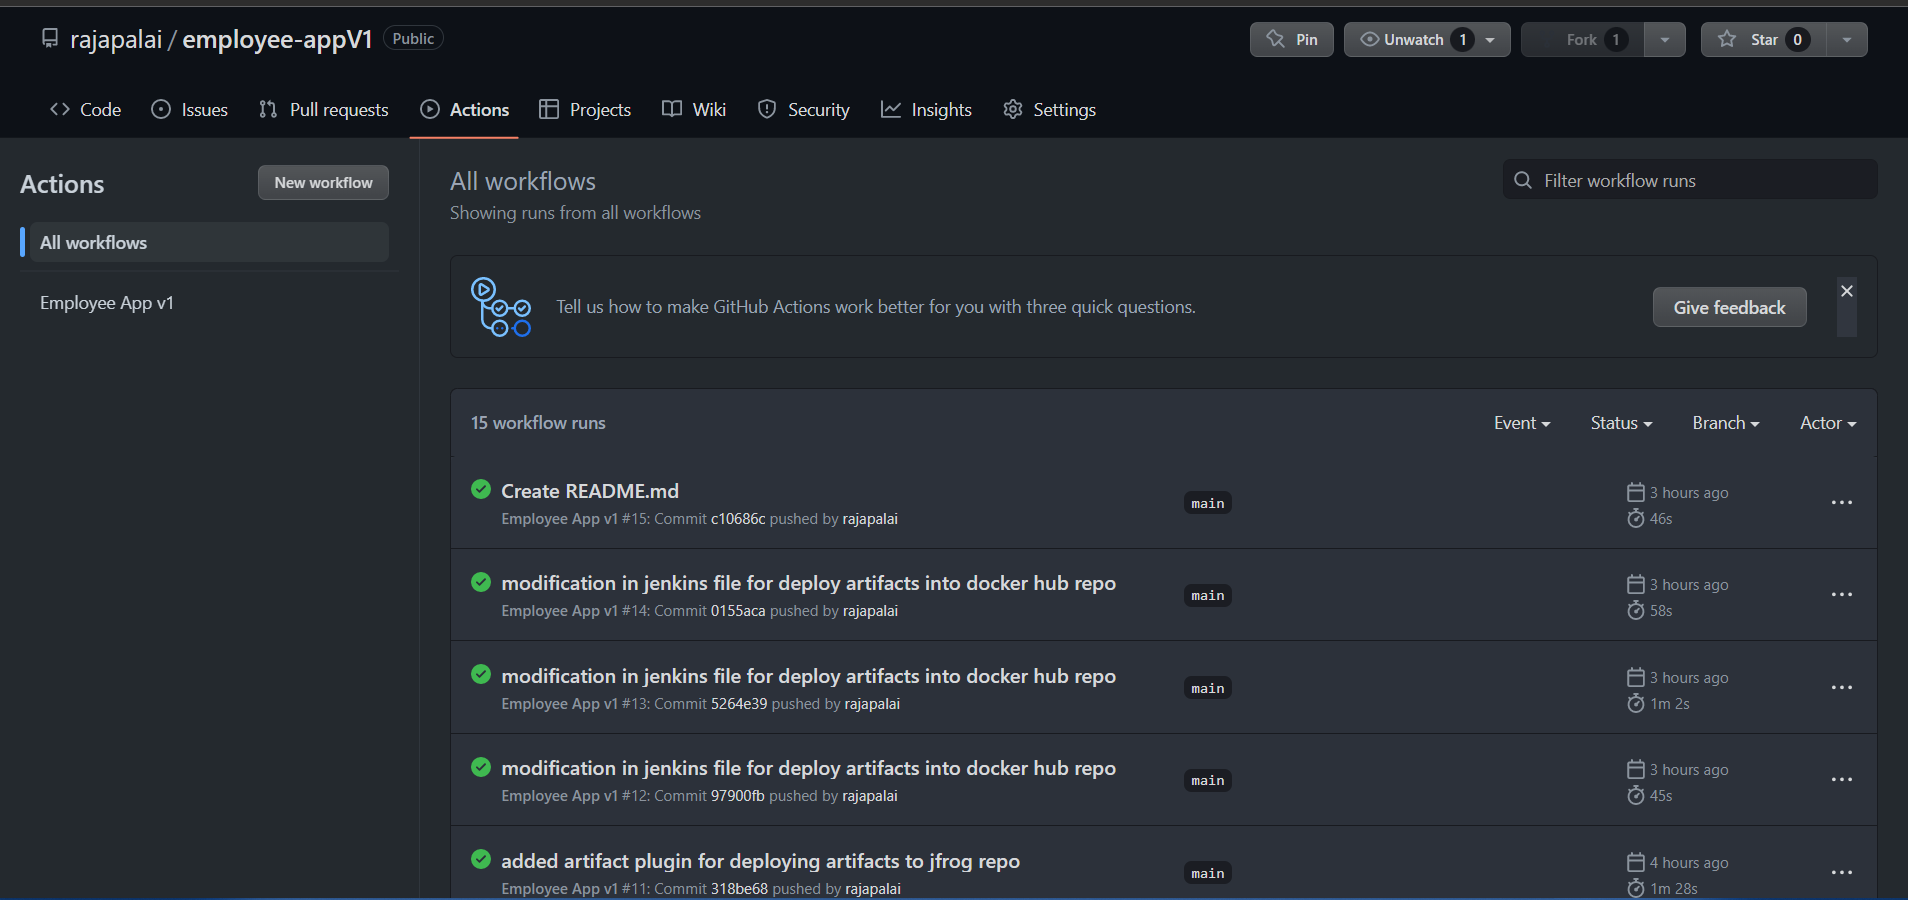 rajapalai / employee-appV1 Public
Pin
Unwatch 1
Fork 1
Star 0
Code
Issues
Pull requests
Actions
Projects
Wiki
Security
Insights
Settings
Actions
New workflow
All workflows
Employee App v1
All workflows
Showing runs from all workflows
Filter workflow runs
Tell us how to make GitHub Actions work better for you with three quick questions.
Give feedback
15 workflow runs
Event
Status
Branch
Actor
Create README.md
Employee App v1 #15: Commit c10686c pushed by rajapalai
main
3 hours ago
46s
modification in jenkins file for deploy artifacts into docker hub repo
Employee App v1 #14: Commit 0155aca pushed by rajapalai
main
3 hours ago
58s
modification in jenkins file for deploy artifacts into docker hub repo
Employee App v1 #13: Commit 5264e39 pushed by rajapalai
main
3 hours ago
1m 2s
modification in jenkins file for deploy artifacts into docker hub repo
Employee App v1 #12: Commit 97900fb pushed by rajapalai
main
3 hours ago
45s
added artifact plugin for deploying artifacts to jfrog repo
Employee App v1 #11: Commit 318be68 pushed by rajapalai
main
4 hours ago
1m 28s